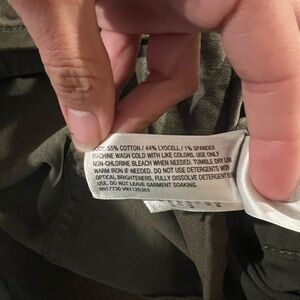 BODY: 55% COTTON / 44% LYOCELL / 1% SPANDEX
MACHINE WASH COLD WITH LIKE COLORS. USE ONLY
NON-CHLORINE BLEACH WHEN NEEDED. TUMBLE DRY LOW
WARM IRON IF NEEDED. DO NOT USE DETERGENTS WITH
OPTICAL BRIGHTENERS, FULLY DISSOLVE DETERGENT BE
USE, DO NOT LEAVE GARMENT SOAKING.